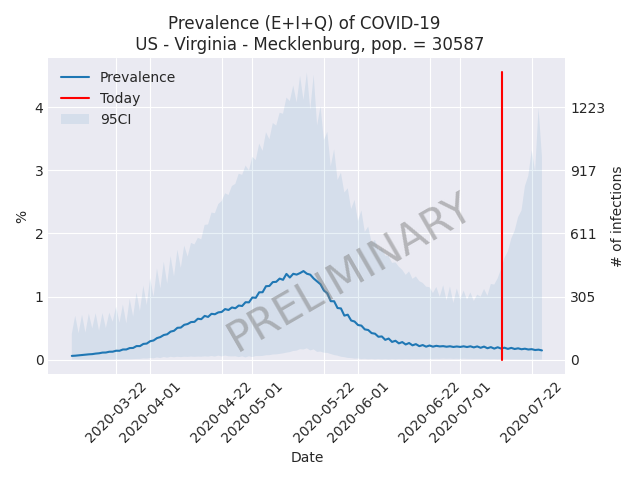 Prevalence (E+I+Q) of COVID-19
US - Virginia - Mecklenburg, pop. = 30587
Prevalence
Today
95CI
4
3
2
1
0
%
1223
917
611
305
0
# of infections
PRELIMINARY
2020-03-22
2020-04-01
2020-04-22
2020-05-01
2020-05-22
2020-06-01
2020-06-22
2020-07-01
2020-07-22
Date